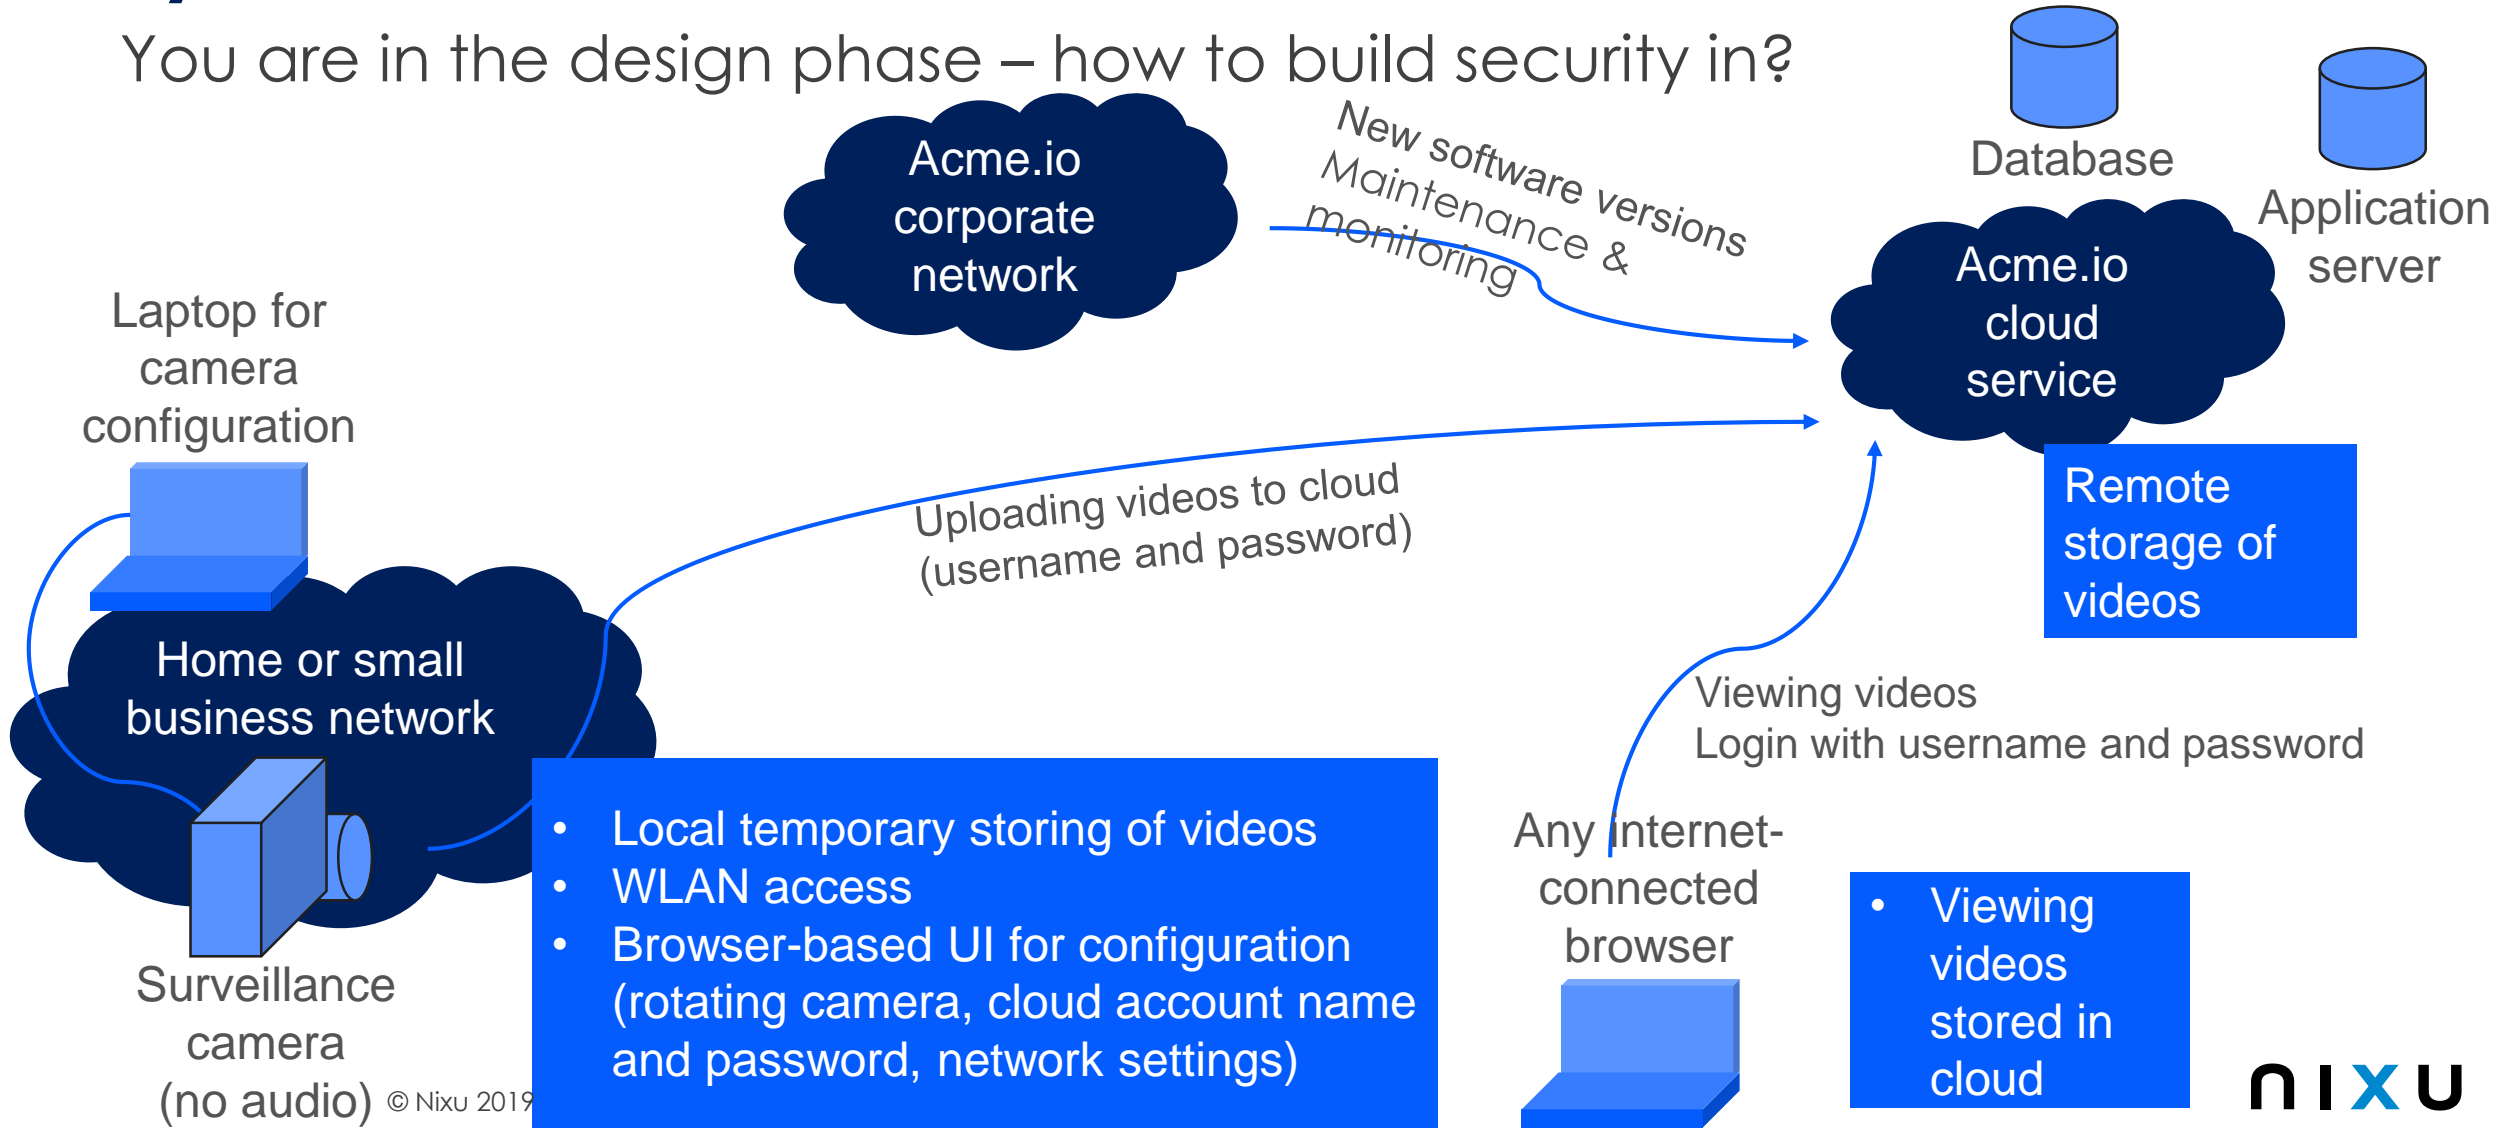 You are in the design phase – how to build security in?
Database
Application
server
Acme.io
corporate
network
New software versions
Maintenance &
monitoring
Acme.io
cloud
service
Laptop for
camera
configuration
Uploading videos to cloud
(username and password)
Remote
storage of
videos
Home or small
business network
Viewing videos
Login with username and password
• Local temporary storing of videos
• WLAN access
• Browser-based UI for configuration
(rotating camera, cloud account name
and password, network settings)
Any internet-
connected
browser
• Viewing
videos
stored in
cloud
Surveillance
camera
(no audio)
© Nixu 2019
NIXU